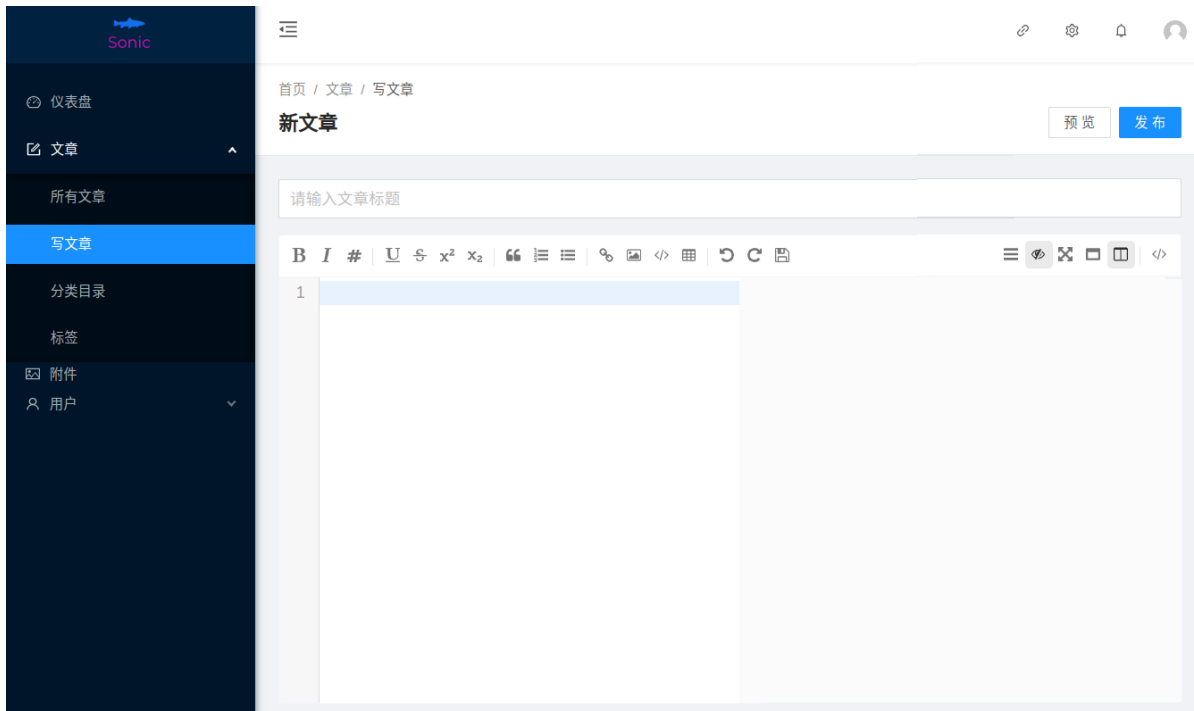 Sonic
仪表盘
文章
所有文章
写文章
分类目录
标签
附件
用户
首页 / 文章 / 写文章
新文章
预 览
发 布
请输入文章标题
B I # U S x² x₂
1